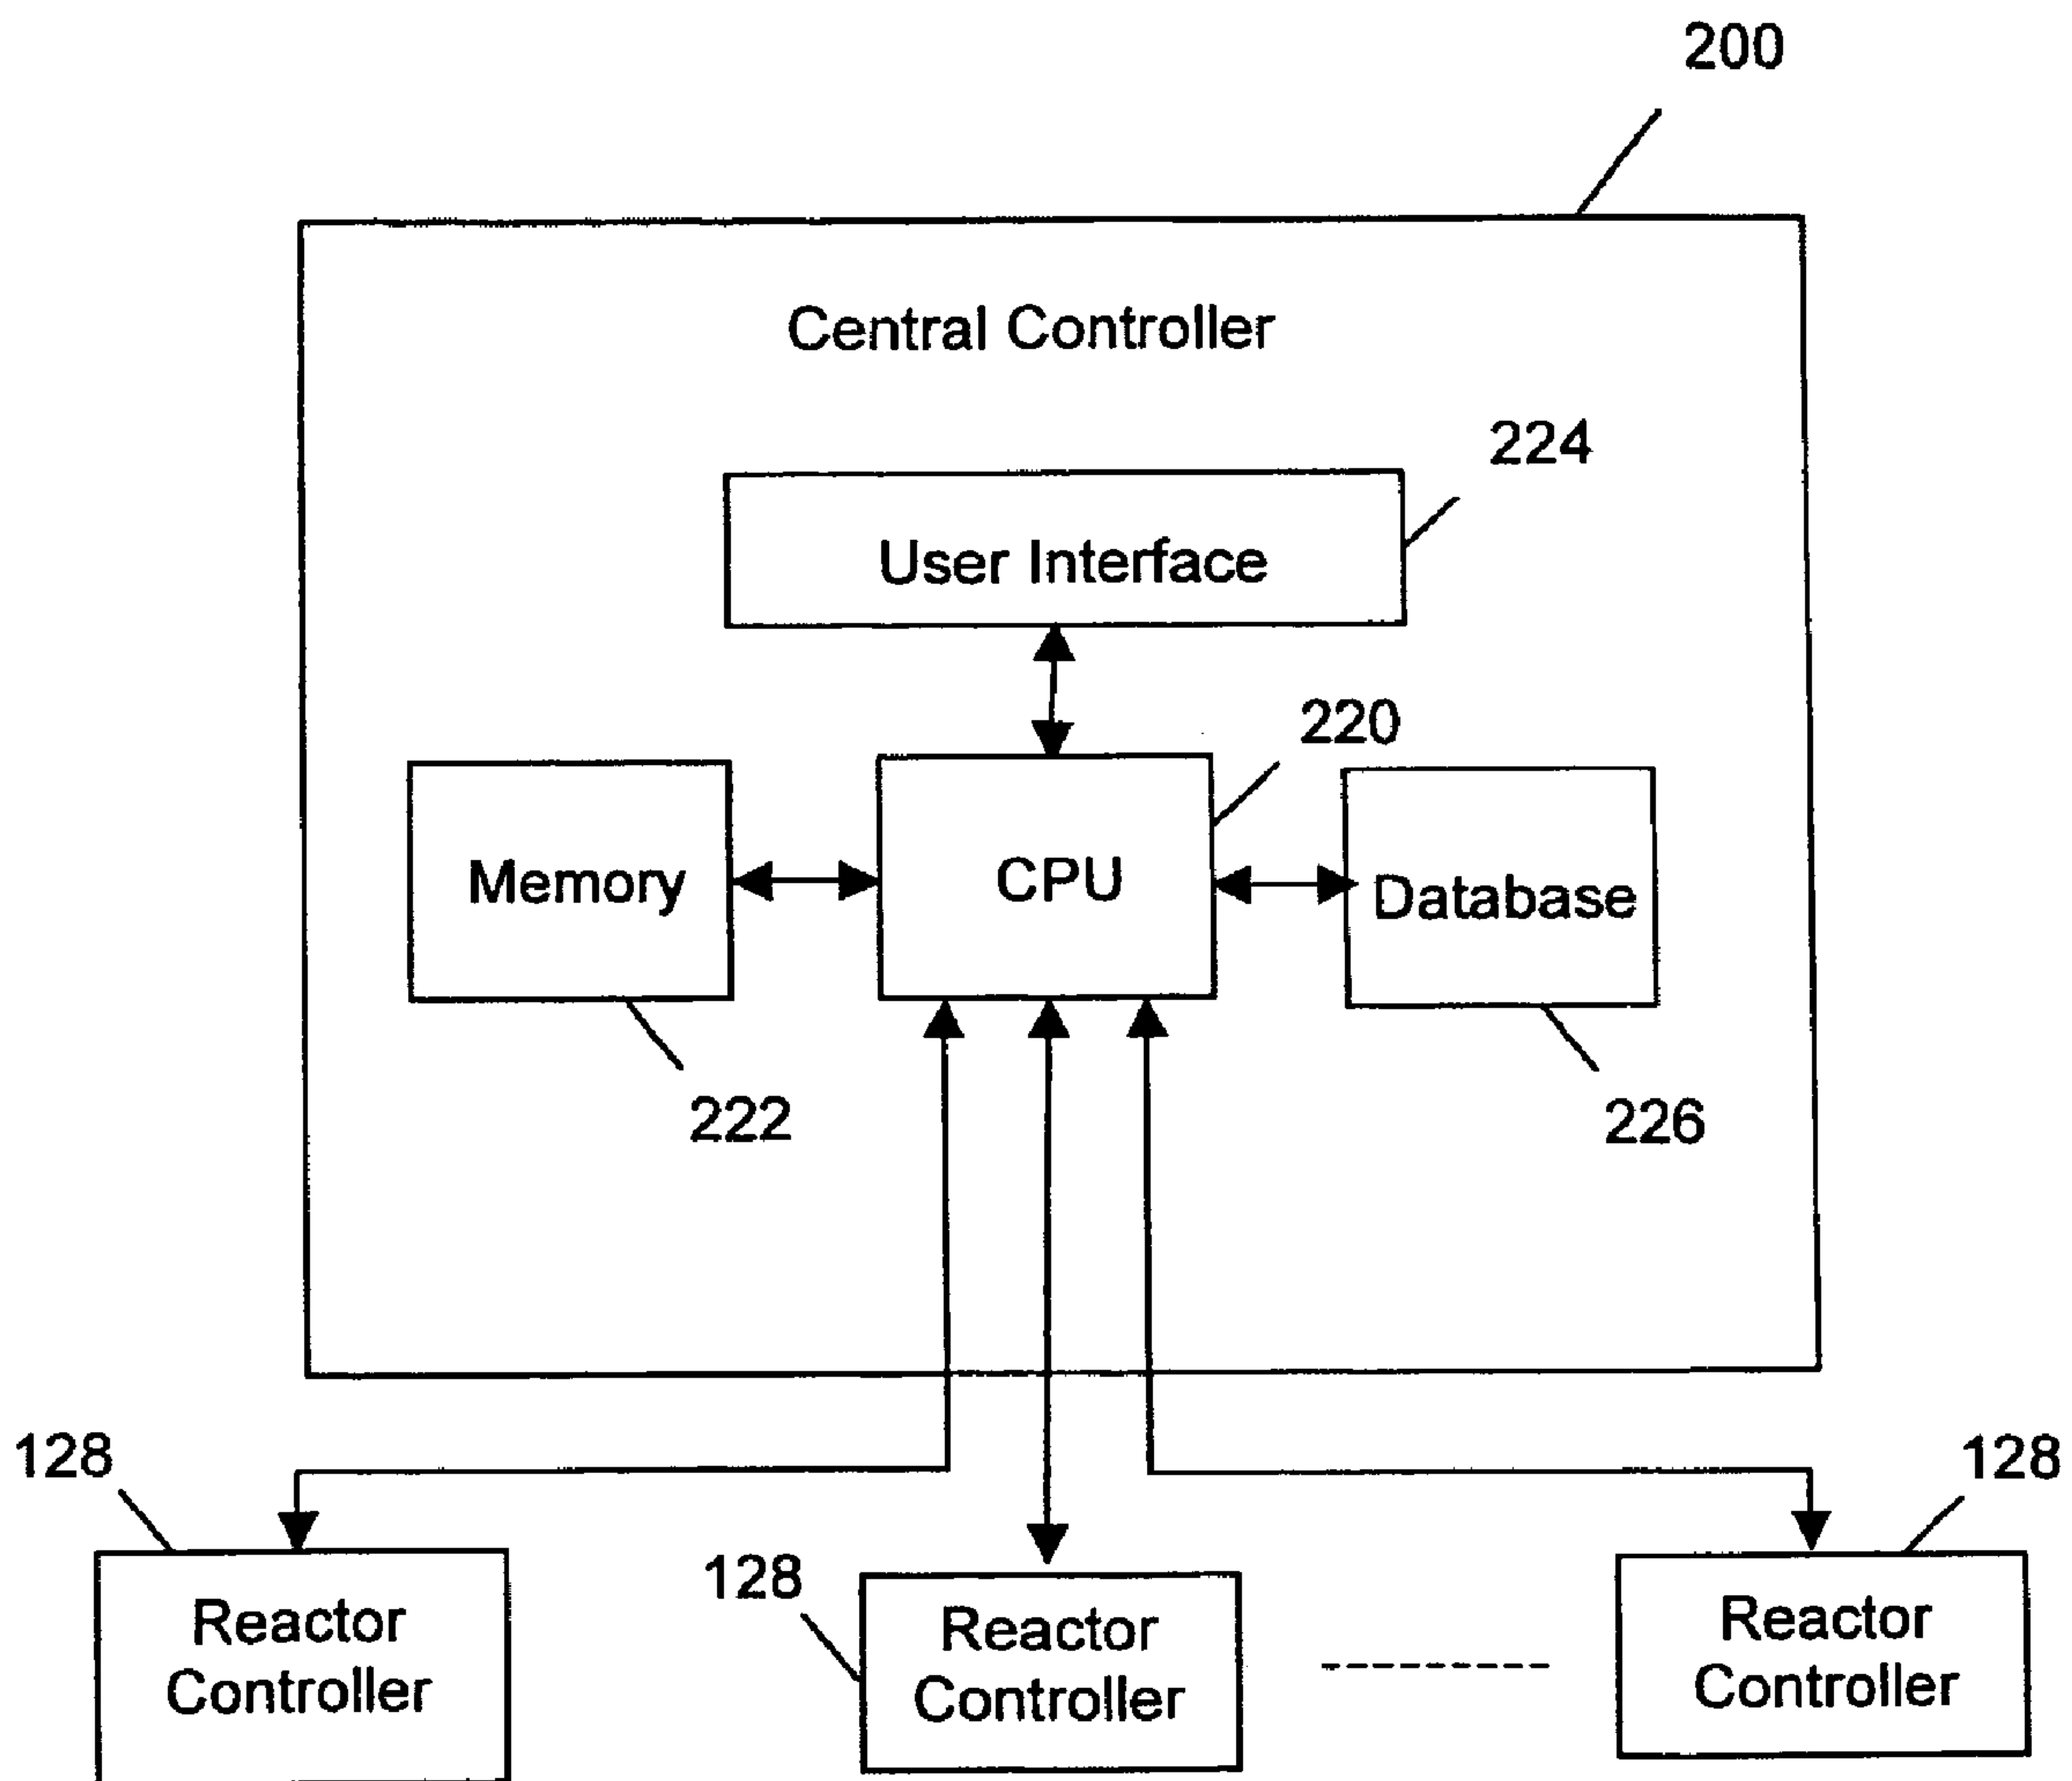 200
Central Controller
224
User Interface
220
Memory
CPU
Database
222
226
128
128
128
Reactor
Controller
Reactor
Controller
Reactor
Controller